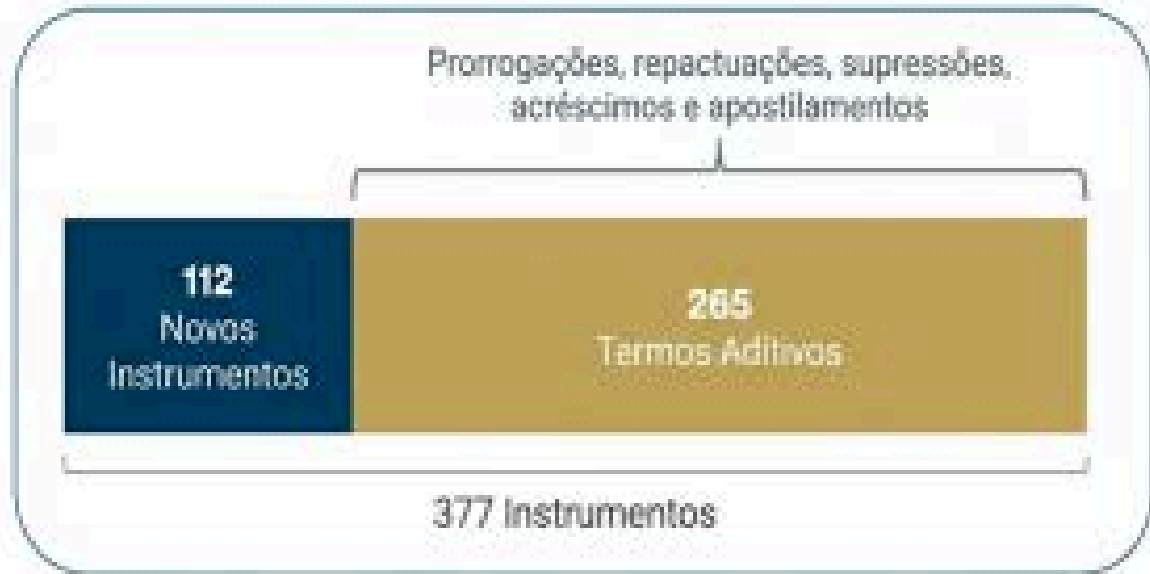 Prorrogações, repactuações, supressões,
acréscimos e apostilamentos
112
Novos
Instrumentos
265
Termos Aditivos
377 Instrumentos